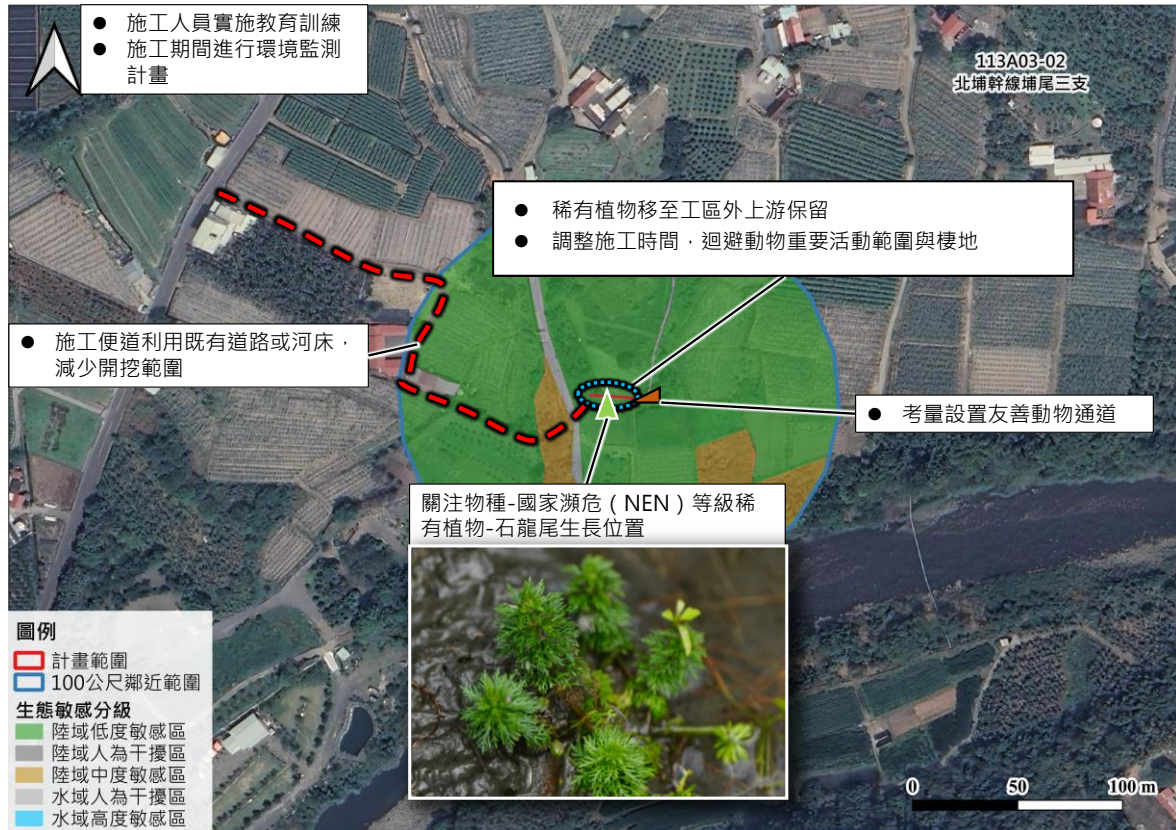 ● 施工人員實施教育訓練
● 施工期間進行環境監測
計畫
113A03-02
北埔幹線埔尾三支
● 稀有植物移至工區外上游保留
● 調整施工時間，迴避動物重要活動範圍與棲地
● 施工便道利用既有道路或河床，
減少開挖範圍
● 考量設置友善動物通道
關注物種-國家瀕危（NEN）等級稀
有植物-石龍尾生長位置
圖例
計畫範圍
100公尺鄰近範圍
生態敏感分級
陸域低度敏感區
陸域人為干擾區
陸域中度敏感區
水域人為干擾區
水域高度敏感區
0 50 100 m